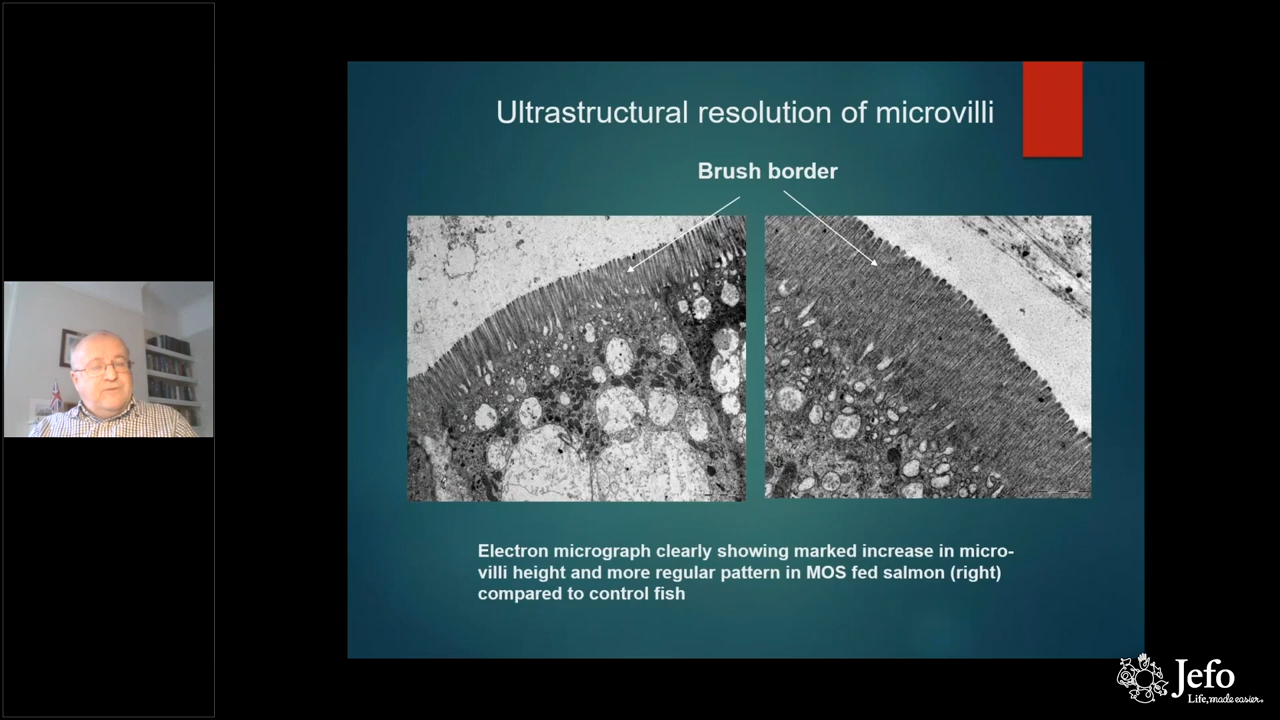 Ultrastructural resolution of microvilli
Brush border
Electron micrograph clearly showing marked increase in micro-
villi height and more regular pattern in MOS fed salmon (right)
compared to control fish
Jefo
Life, made easier.